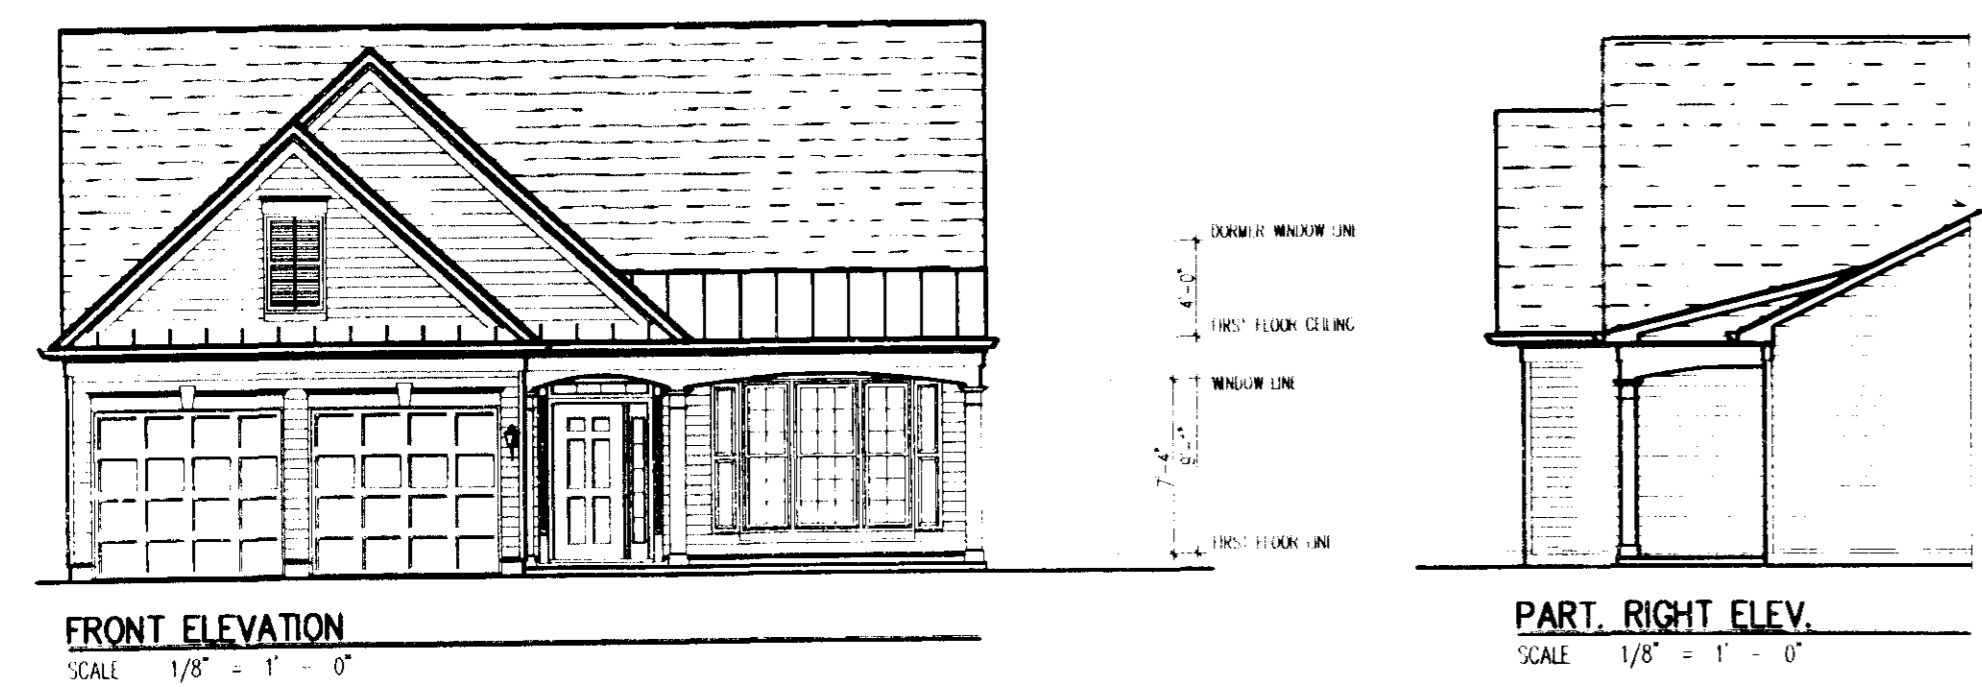 DORMER WINDOW LINE
4'-0"
FIRST FLOOR CEILING
WINDOW LINE
7'-4"
FIRST FLOOR LINE
FRONT ELEVATION
SCALE 1/8" = 1' - 0"
PART. RIGHT ELEV.
SCALE 1/8" = 1' - 0"